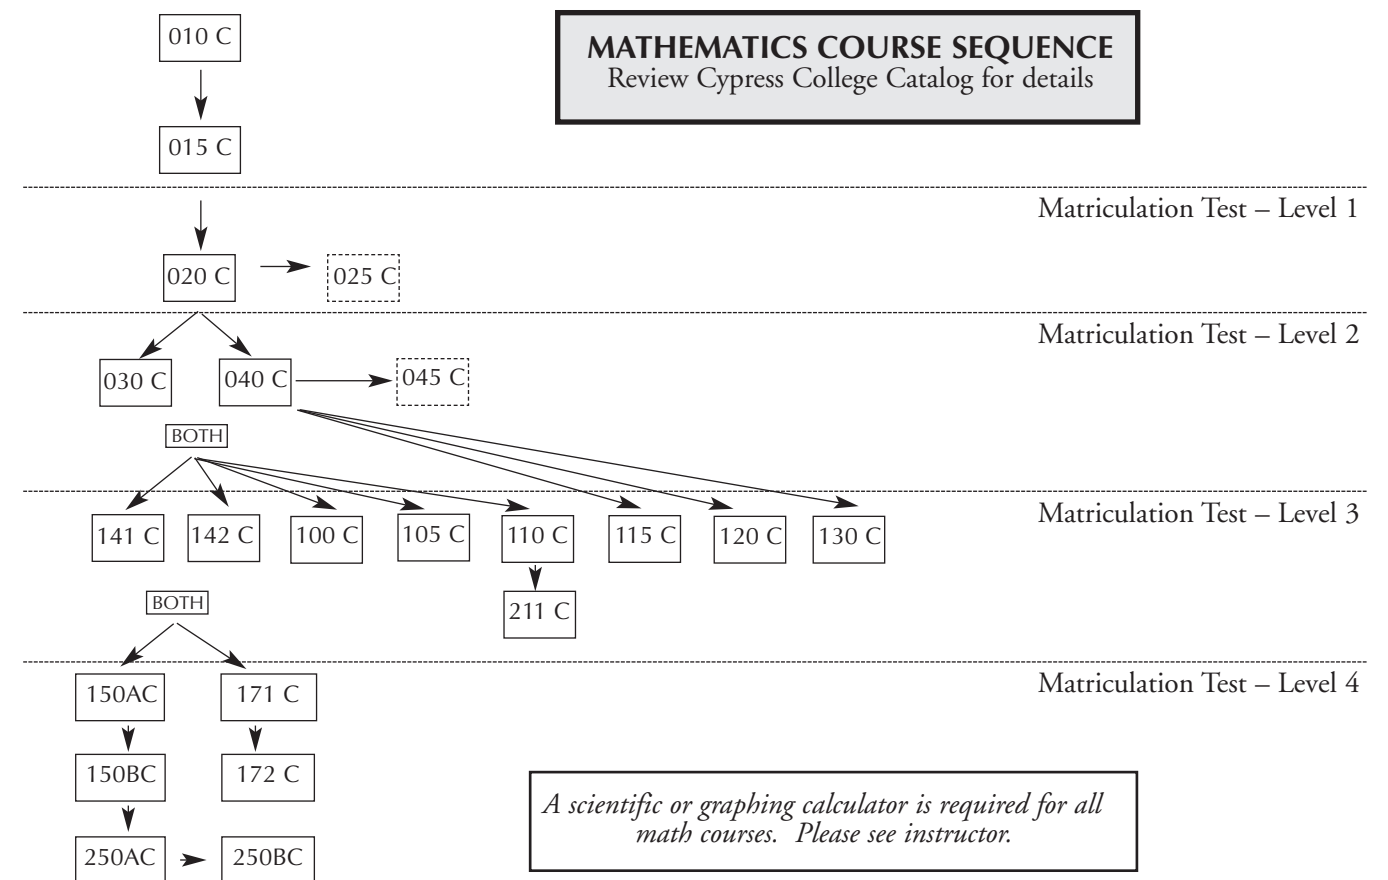 010 C
MATHEMATICS COURSE SEQUENCE
Review Cypress College Catalog for details
015 C
Matriculation Test – Level 1
020 C
025 C
Matriculation Test – Level 2
030 C
040 C
045 C
BOTH
Matriculation Test – Level 3
141 C
142 C
100 C
105 C
110 C
115 C
120 C
130 C
BOTH
211 C
Matriculation Test – Level 4
150AC
171 C
150BC
172 C
A scientific or graphing calculator is required for all
math courses. Please see instructor.
250AC
250BC